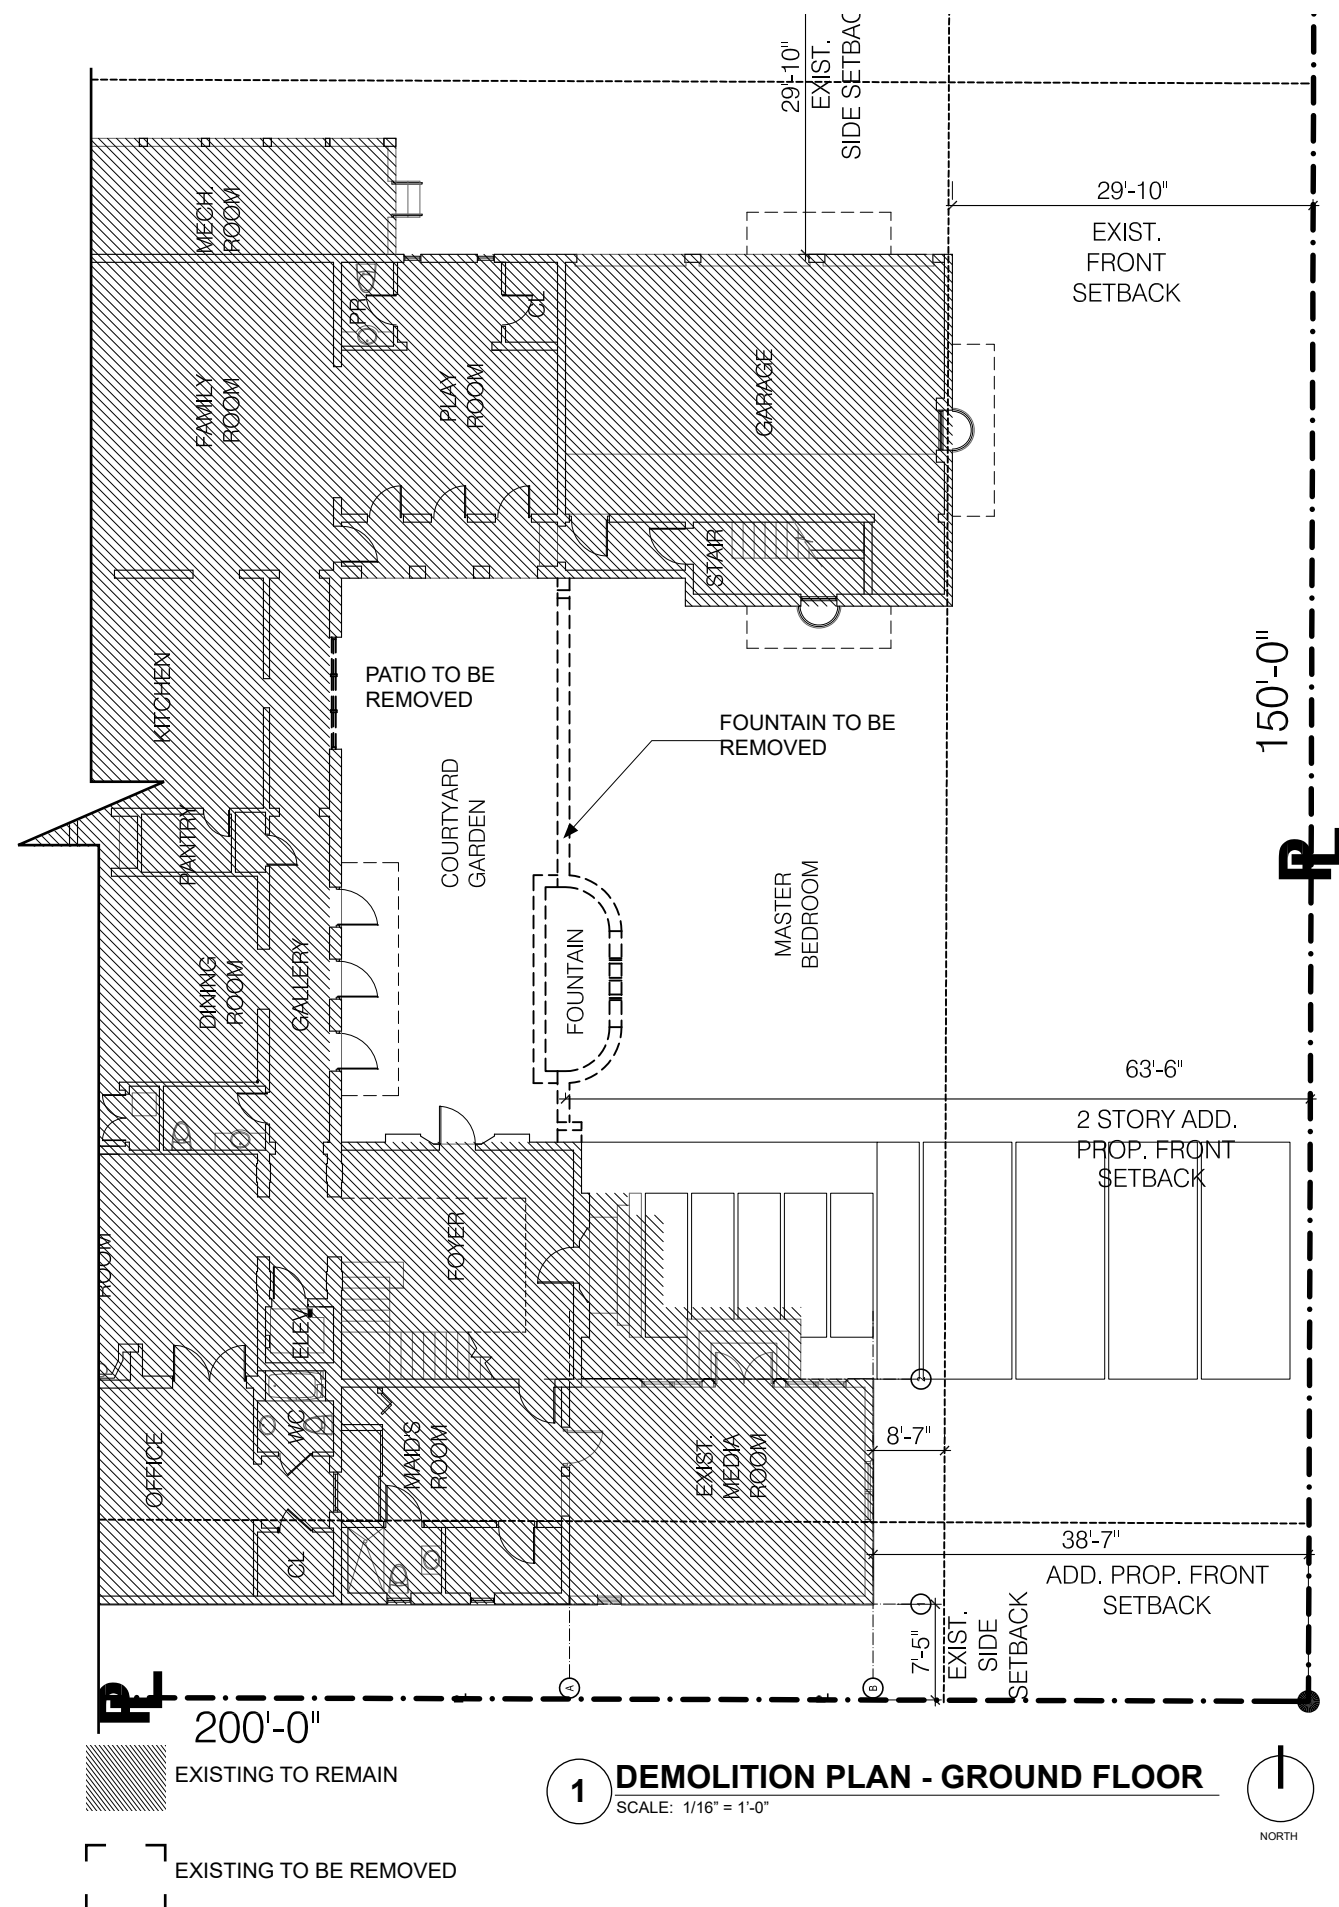 29'-10"
EXIST.
29'-10"
EXIST.
FRONT
SETBACK
MECH.
ROOM
PR
CL
FAMILY
ROOM
PLAY
ROOM
GARAGE
STAIR
KITCHEN
PATIO TO BE
REMOVED
FOUNTAIN TO BE
REMOVED
150'-0"
COURTYARD
GARDEN
PANTRY
PL
MASTER
BEDROOM
DINING
ROOM
GALLERY
FOUNTAIN
63'-6"
2 STORY ADD.
PROP. FRONT
SETBACK
ROOM
FOYER
ELEV
WC
OFFICE
MAID'S
ROOM
EXIST.
MEDIA
ROOM
8'-7"
CL
38'-7"
ADD. PROP. FRONT
SETBACK
7'-5"
EXIST.
SIDE
SETBACK
A
B
PL
200'-0"
EXISTING TO REMAIN
1
DEMOLITION PLAN - GROUND FLOOR
SCALE: 1/16" = 1'-0"
NORTH
EXISTING TO BE REMOVED